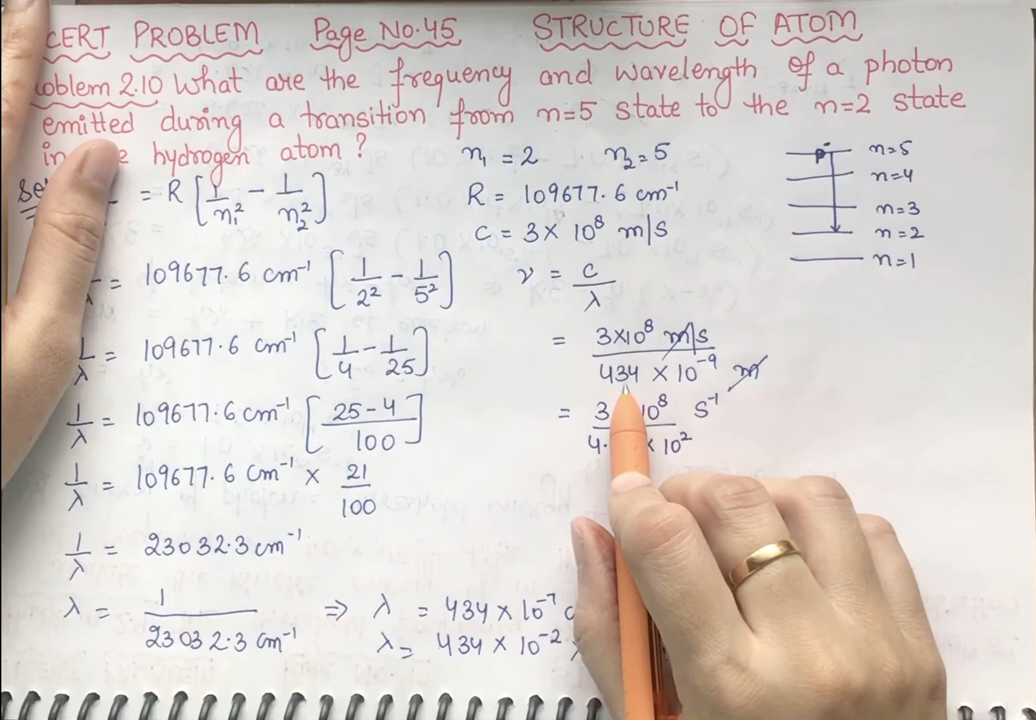 CERT PROBLEM Page No.45 STRUCTURE OF ATOM
oblem 2.10 What are the frequency and wavelength of a photon
emitted during a transition from n=5 state to the n=2 state
in e hydrogen atom?
n₁ = 2 n₂ = 5
= R [1/n₁² − 1/n₂²]
R = 109677.6 cm⁻¹
C = 3 × 10⁸ m/s
n=5
n=4
n=3
n=2
n=1
λ = 109677.6 cm⁻¹ [1/2² − 1/5²]
1/λ = 109677.6 cm⁻¹ [1/4 − 1/25]
1/λ = 109677.6 cm⁻¹ [25−4/100]
1/λ = 109677.6 cm⁻¹ × 21/100
1/λ = 23032.3 cm⁻¹
λ = 1/23032.3 cm⁻¹ ⇒ λ = 434 × 10⁻⁷ c
λ = 434 × 10⁻²
ν = c/λ
= 3×10⁸ m/s / 434 × 10⁻⁹ m
= 3 10⁸ / 4. × 10² S⁻¹